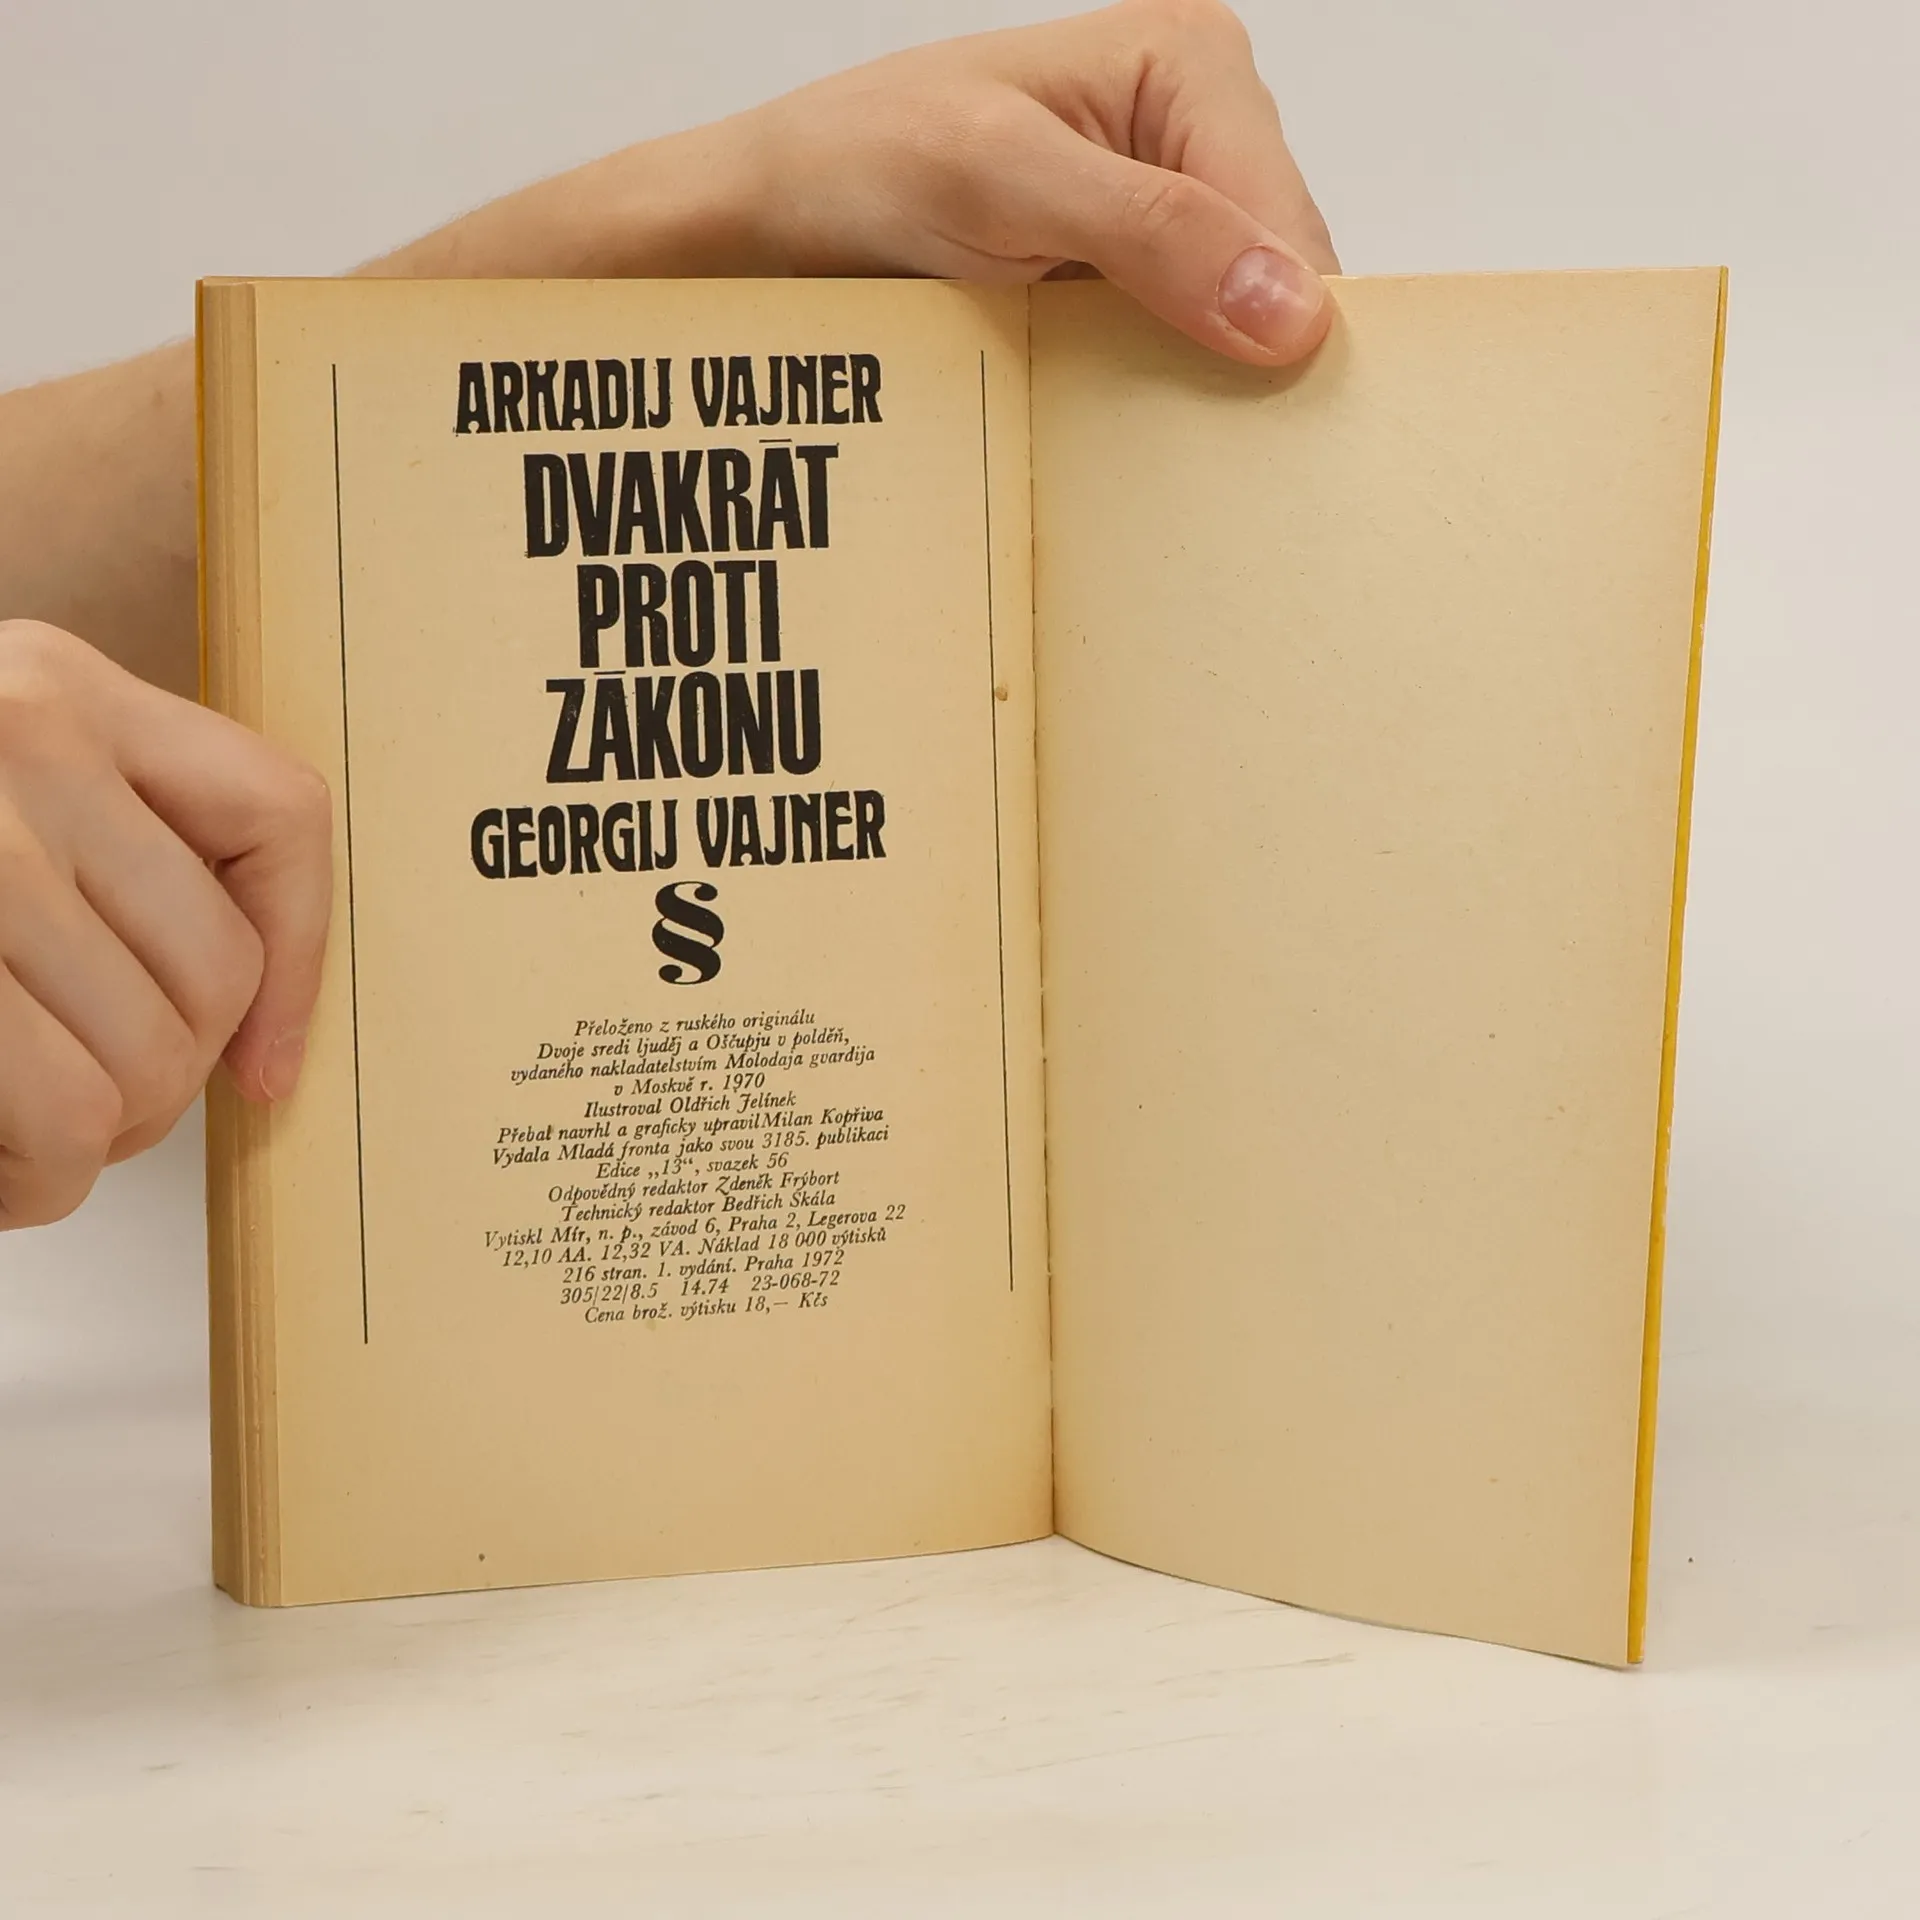 ARKADIJ VAJNER
DVAKRÁT
PROTI
ZÁKONU
GEORGIJ VAJNER
§
Přeloženo z ruského originálu
Dvoje sredi ljuděj a Oščupju v polděň,
vydaného nakladatelstvím Molodaja gvardija
v Moskvě r. 1970
Ilustroval Oldřich Jelínek
Přebal navrhl a graficky upravil Milan Kopřiva
Vydala Mladá fronta jako svou 3185. publikaci
Edice „13“, svazek 56
Odpovědný redaktor Zdeněk Frýbort
Technický redaktor Bedřich Skála
Vytiskl Mír, n. p., závod 6, Praha 2, Legerova 22
12,10 AA. 12,32 VA. Náklad 18 000 výtisků
216 stran. 1. vydání. Praha 1972
305/22/8.5 14.74 23-068-72
Cena brož. výtisku 18,— Kčs